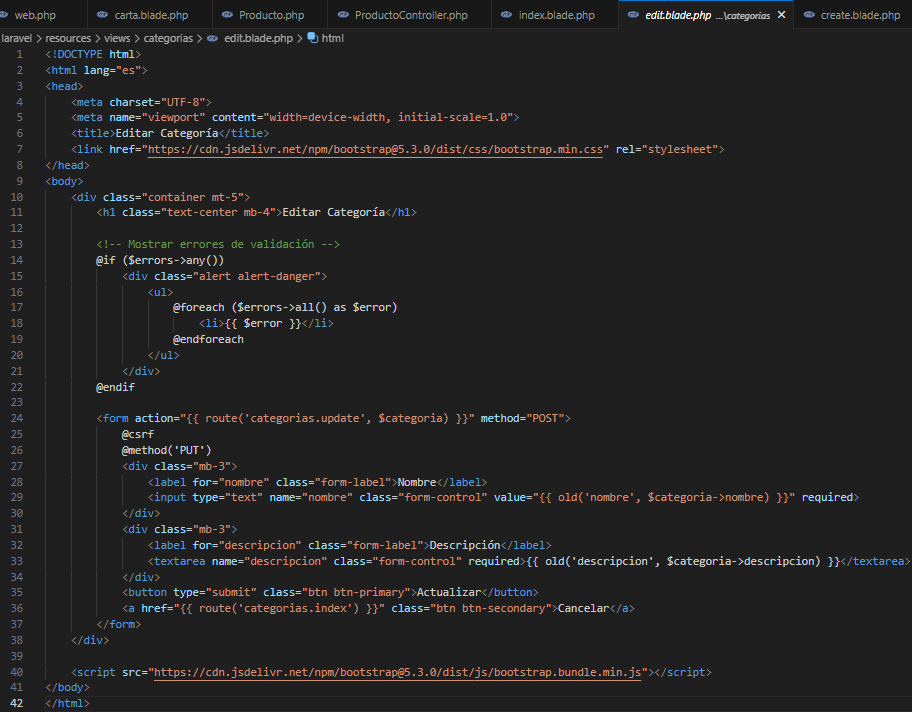 web.php carta.blade.php Producto.php ProductoController.php index.blade.php edit.blade.php ...\categorias create.blade.php
laravel > resources > views > categorias > edit.blade.php > html
1 <!DOCTYPE html>
2 <html lang="es">
3 <head>
4 <meta charset="UTF-8">
5 <meta name="viewport" content="width=device-width, initial-scale=1.0">
6 <title>Editar Categoría</title>
7 <link href="https://cdn.jsdelivr.net/npm/bootstrap@5.3.0/dist/css/bootstrap.min.css" rel="stylesheet">
8 </head>
9 <body>
10 <div class="container mt-5">
11 <h1 class="text-center mb-4">Editar Categoría</h1>
12
13 <!-- Mostrar errores de validación -->
14 @if ($errors->any())
15 <div class="alert alert-danger">
16 <ul>
17 @foreach ($errors->all() as $error)
18 <li>{{ $error }}</li>
19 @endforeach
20 </ul>
21 </div>
22 @endif
23
24 <form action="{{ route('categorias.update', $categoria) }}" method="POST">
25 @csrf
26 @method('PUT')
27 <div class="mb-3">
28 <label for="nombre" class="form-label">Nombre</label>
29 <input type="text" name="nombre" class="form-control" value="{{ old('nombre', $categoria->nombre) }}" required>
30 </div>
31 <div class="mb-3">
32 <label for="descripcion" class="form-label">Descripción</label>
33 <textarea name="descripcion" class="form-control" required>{{ old('descripcion', $categoria->descripcion) }}</textarea>
34 </div>
35 <button type="submit" class="btn btn-primary">Actualizar</button>
36 <a href="{{ route('categorias.index') }}" class="btn btn-secondary">Cancelar</a>
37 </form>
38 </div>
39
40 <script src="https://cdn.jsdelivr.net/npm/bootstrap@5.3.0/dist/js/bootstrap.bundle.min.js"></script>
41 </body>
42 </html>